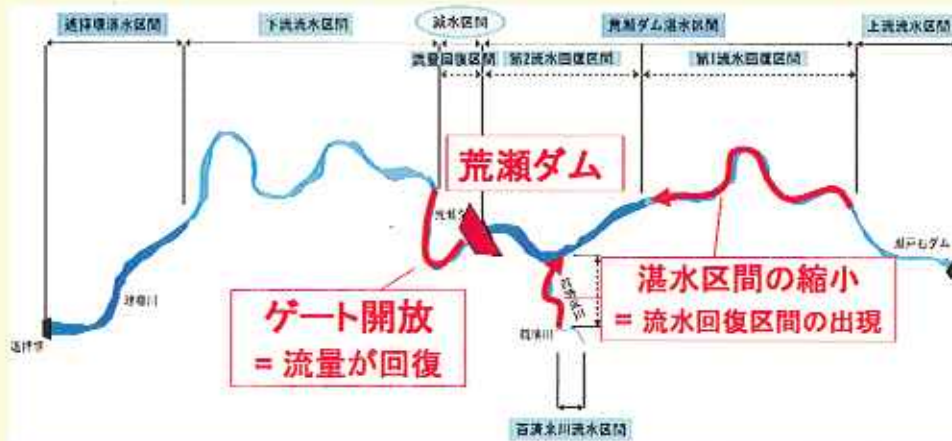 遥拝堰湛水区間
下流流水区間
減水区間
荒瀬ダム湛水区間
上流流水区間
流量回復区間
第2流水回復区間
第1流水回復区間
荒瀬ダム
瀬戸石ダム
球磨川
遥拝堰
ゲート開放
= 流量が回復
湛水区間の縮小
= 流水回復区間の出現
百済来川流水区間